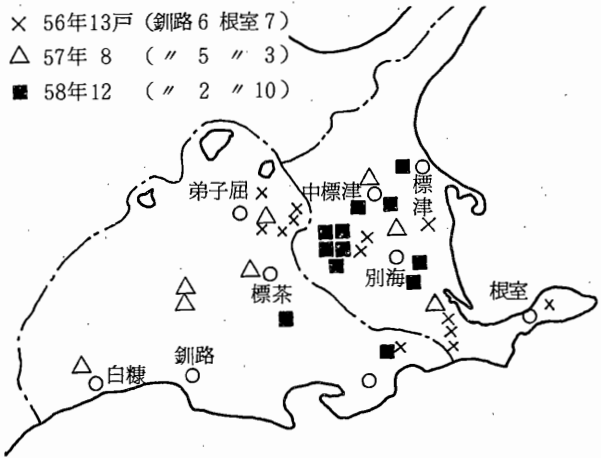 × 56年13戸（釧路6 根室7）
△ 57年 8 （〃 5 〃 3）
■ 58年12 （〃 2 〃 10）
弟子屈
中標津
標津
標茶
別海
根室
白糠
釧路